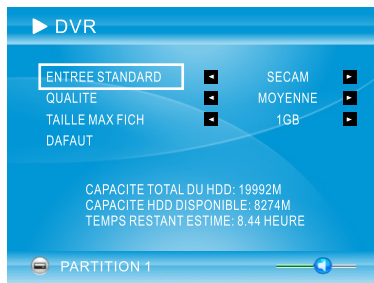 DVR
ENTREE STANDARD SECAM
QUALITE MOYENNE
TAILLE MAX FICH 1GB
DAFAUT
CAPACITE TOTAL DU HDD: 19992M
CAPACITE HDD DISPONIBLE: 8274M
TEMPS RESTANT ESTIME: 8.44 HEURE
PARTITION 1